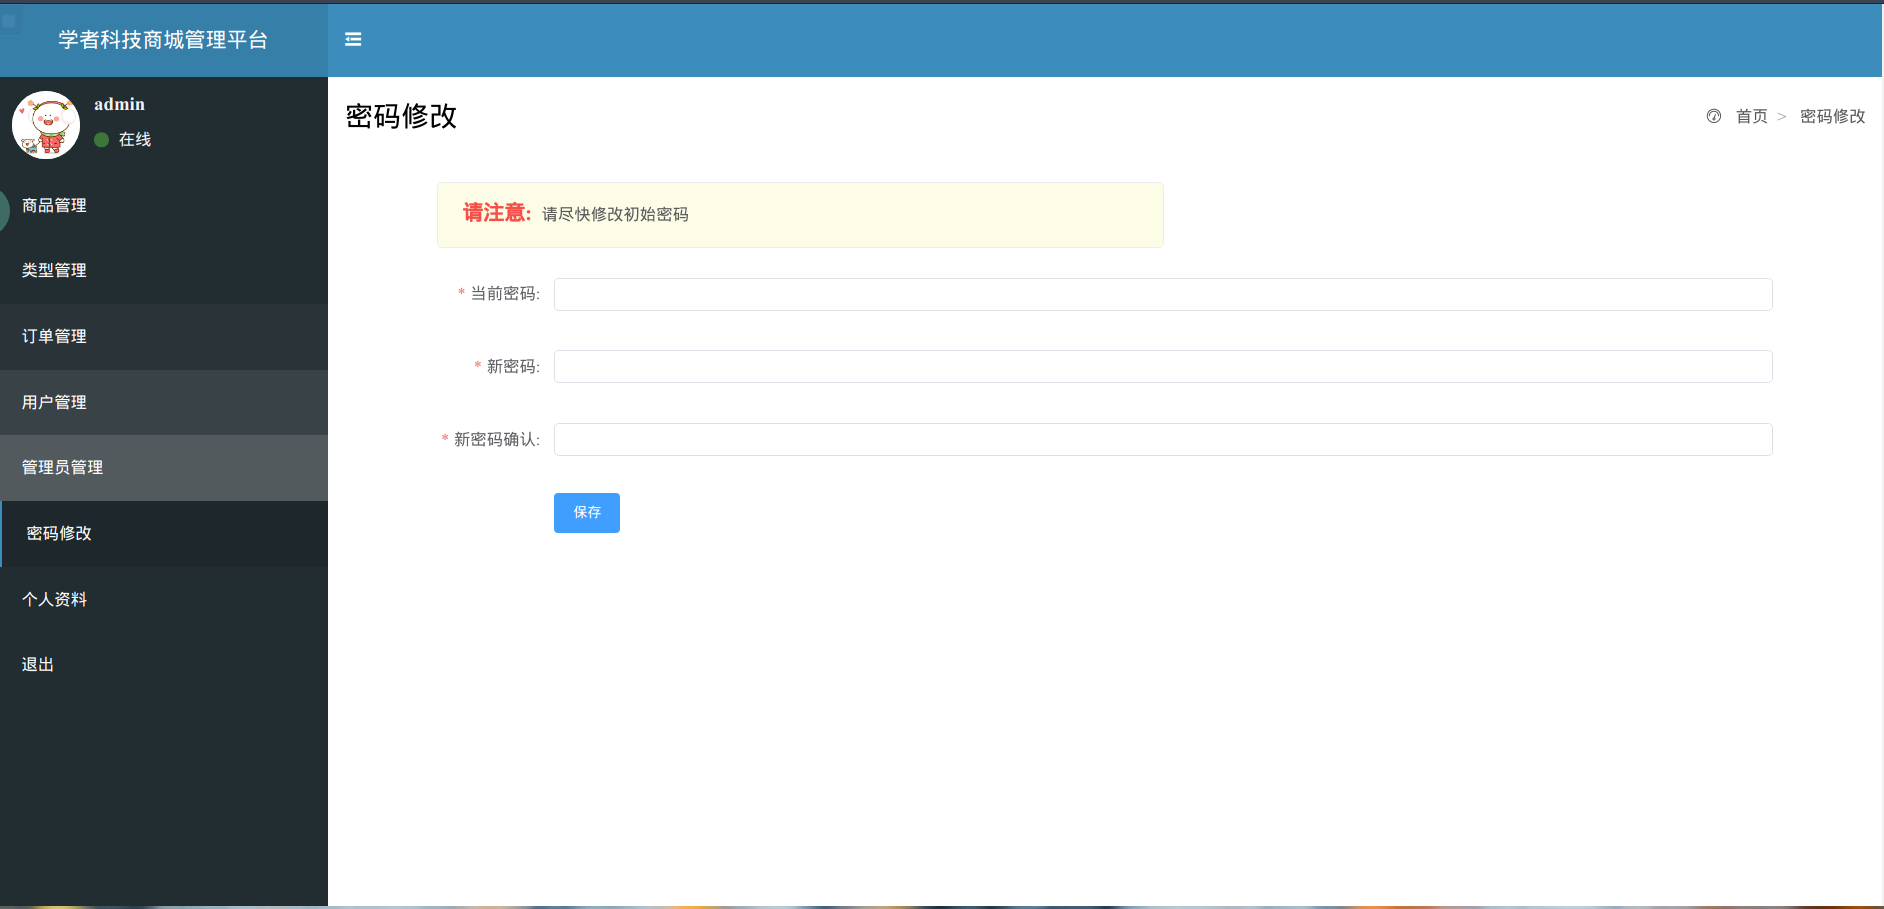 学者科技商城管理平台
admin
在线
商品管理
类型管理
订单管理
用户管理
管理员管理
密码修改
个人资料
退出
密码修改
首页 > 密码修改
请注意: 请尽快修改初始密码
* 当前密码:
* 新密码:
* 新密码确认:
保存